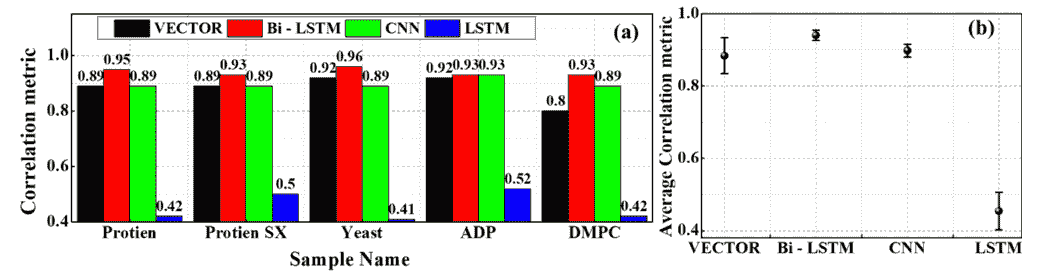 VECTOR Bi - LSTM CNN LSTM (a)
Correlation metric
1.0
0.8
0.6
0.4
0.89 0.95 0.89 0.42
0.89 0.93 0.89 0.5
0.92 0.96 0.89 0.41
0.92 0.93 0.93 0.52
0.8 0.93 0.89 0.42
Protien Protien SX Yeast ADP DMPC
Sample Name
(b)
Average Correlation metric
1.0
0.8
0.6
0.4
VECTOR Bi - LSTM CNN LSTM